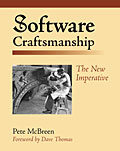 Software
Craftsmanship
The New
Imperative
Pete McBreen
Foreword by Dave Thomas